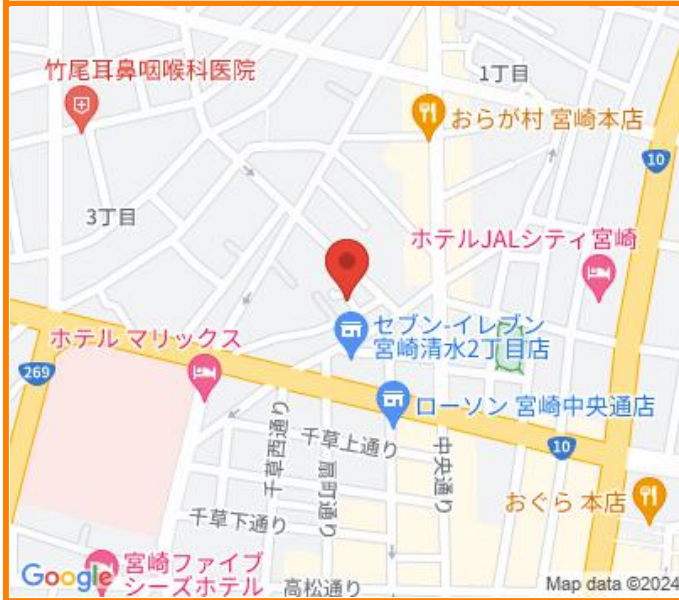 竹尾耳鼻咽喉科医院
1丁目
おらが村 宮崎本店
10
3丁目
ホテルJALシティ宮崎
セブン-イレブン
宮崎清水2丁目店
ホテル マリックス
269
ローソン 宮崎中央通店
千草西通り
千草上通り
扇町通り
中央通り
10
おぐら 本店
千草下通り
宮崎ファイブ
シーズホテル
高松通り
Google
Map data ©2024